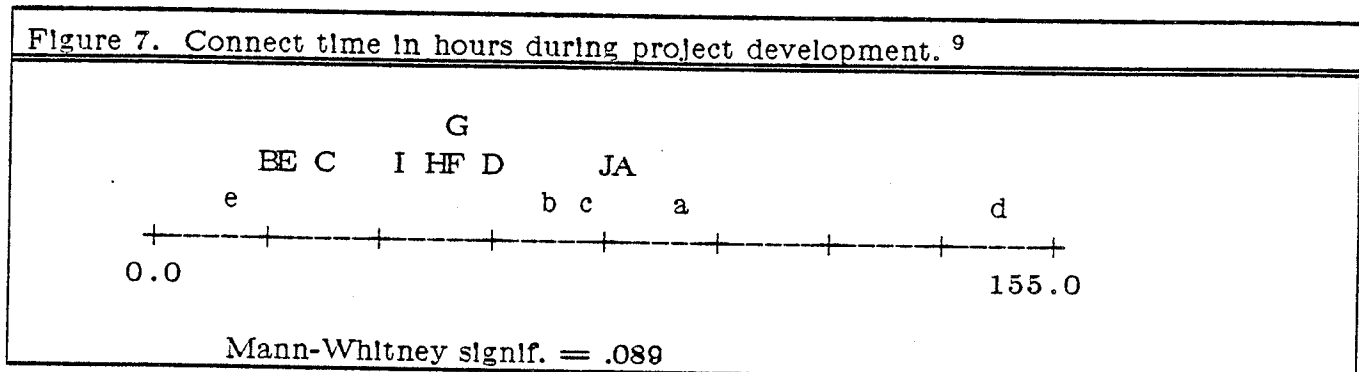 Figure 7. Connect time in hours during project development. 9
G
BE C I HF D JA
e b c a d
0.0 155.0
Mann-Whitney signif. = .089